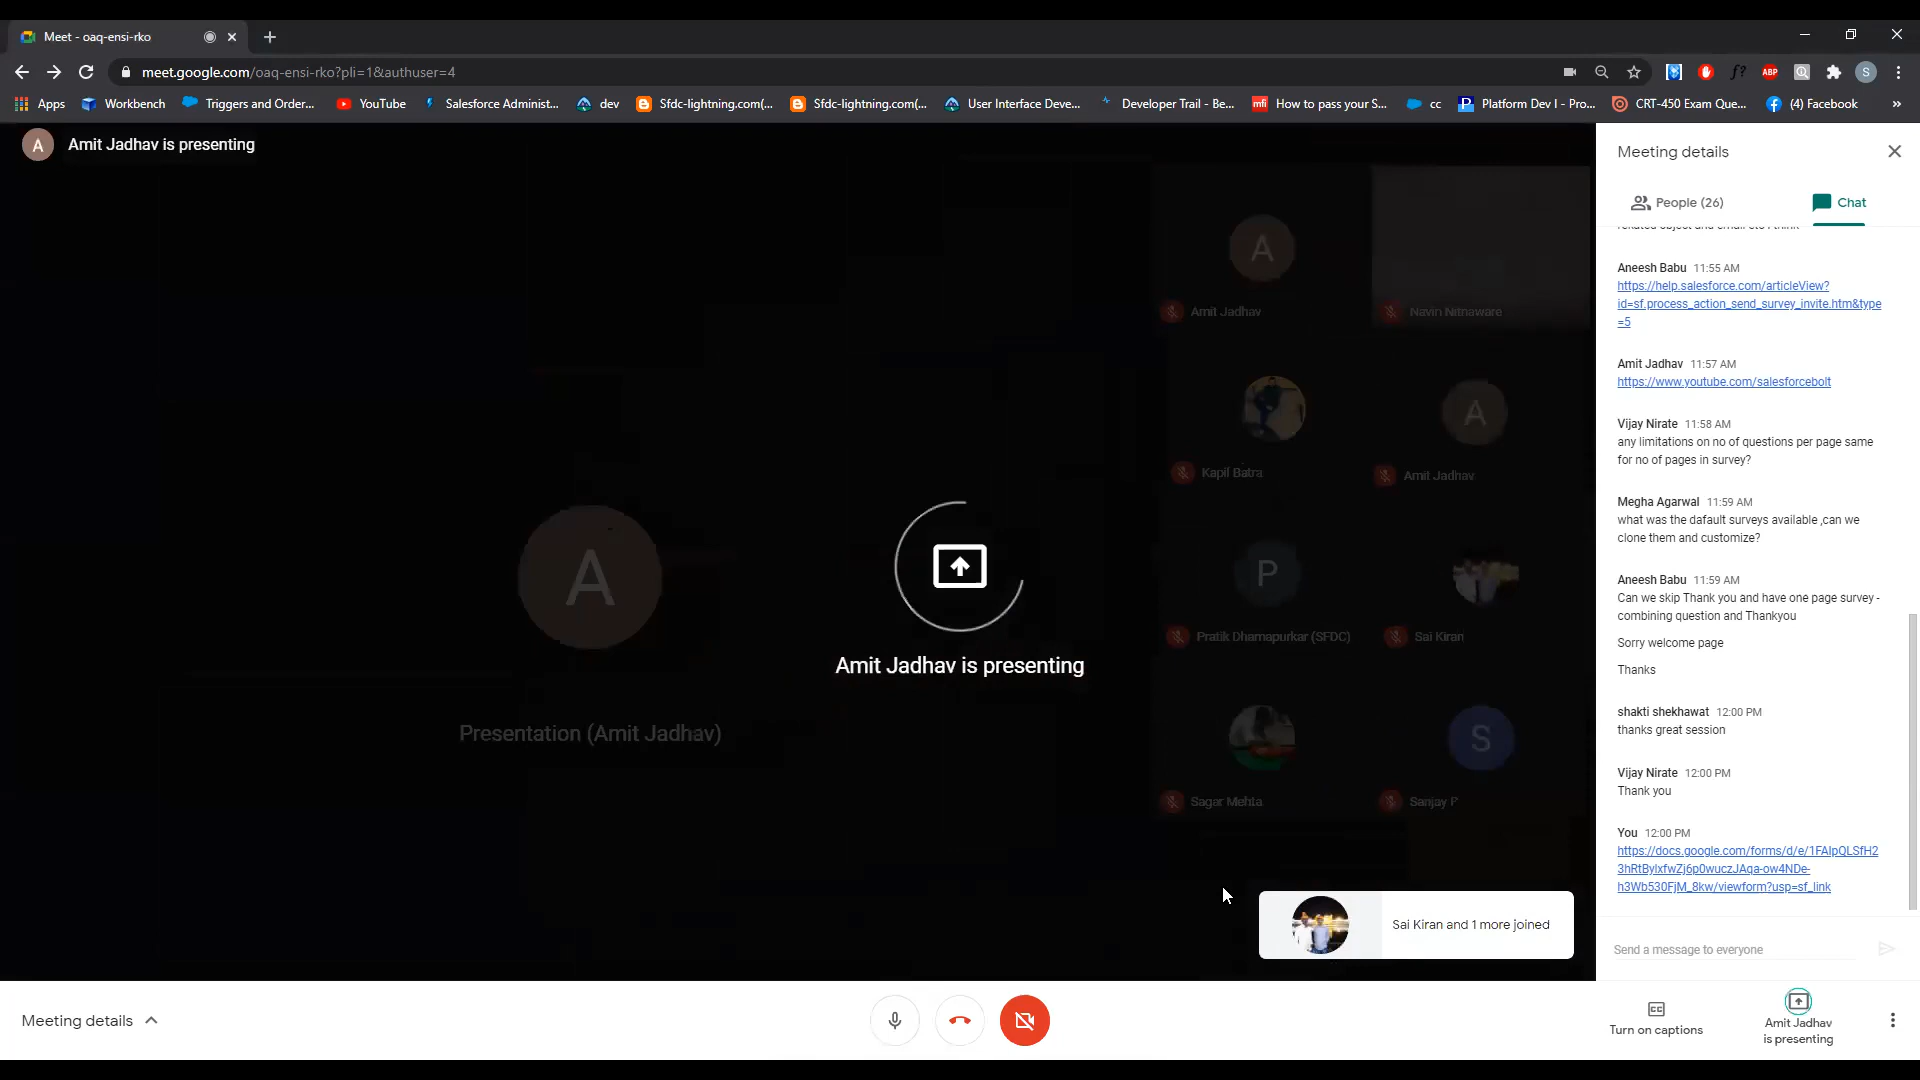 Meet - oaq-ensi-rko
meet.google.com/oaq-ensi-rko?pli=1&authuser=4
Apps
Workbench
Triggers and Order...
YouTube
Salesforce Administ...
dev
Sfdc-lightning.com(...
Sfdc-lightning.com(...
User Interface Deve...
Developer Trail - Be...
How to pass your S...
cc
Platform Dev I - Pro...
CRT-450 Exam Que...
(4) Facebook
»
A
Amit Jadhav is presenting
A
Amit Jadhav
Navin Nitnaware
Kapil Batra
A
Amit Jadhav
P
Pratik Dhamapurkar (SFDC)
Sai Kiran
Sagar Mehta
S
Sanjay P
A
Presentation (Amit Jadhav)
Amit Jadhav is presenting
Sai Kiran and 1 more joined
Meeting details
People (26)
Chat
related object and email etc i think
Aneesh Babu 11:55 AM
https://help.salesforce.com/articleView?
id=sf.process_action_send_survey_invite.htm&type
=5
Amit Jadhav 11:57 AM
https://www.youtube.com/salesforcebolt
Vijay Nirate 11:58 AM
any limitations on no of questions per page same
for no of pages in survey?
Megha Agarwal 11:59 AM
what was the dafault surveys available ,can we
clone them and customize?
Aneesh Babu 11:59 AM
Can we skip Thank you and have one page survey -
combining question and Thankyou
Sorry welcome page
Thanks
shakti shekhawat 12:00 PM
thanks great session
Vijay Nirate 12:00 PM
Thank you
You 12:00 PM
https://docs.google.com/forms/d/e/1FAIpQLSfH2
3hRtBylxfwZj6p0wuczJAqa-ow4NDe-
h3Wb530FjM_8kw/viewform?usp=sf_link
Send a message to everyone
Meeting details
Turn on captions
Amit Jadhav
is presenting